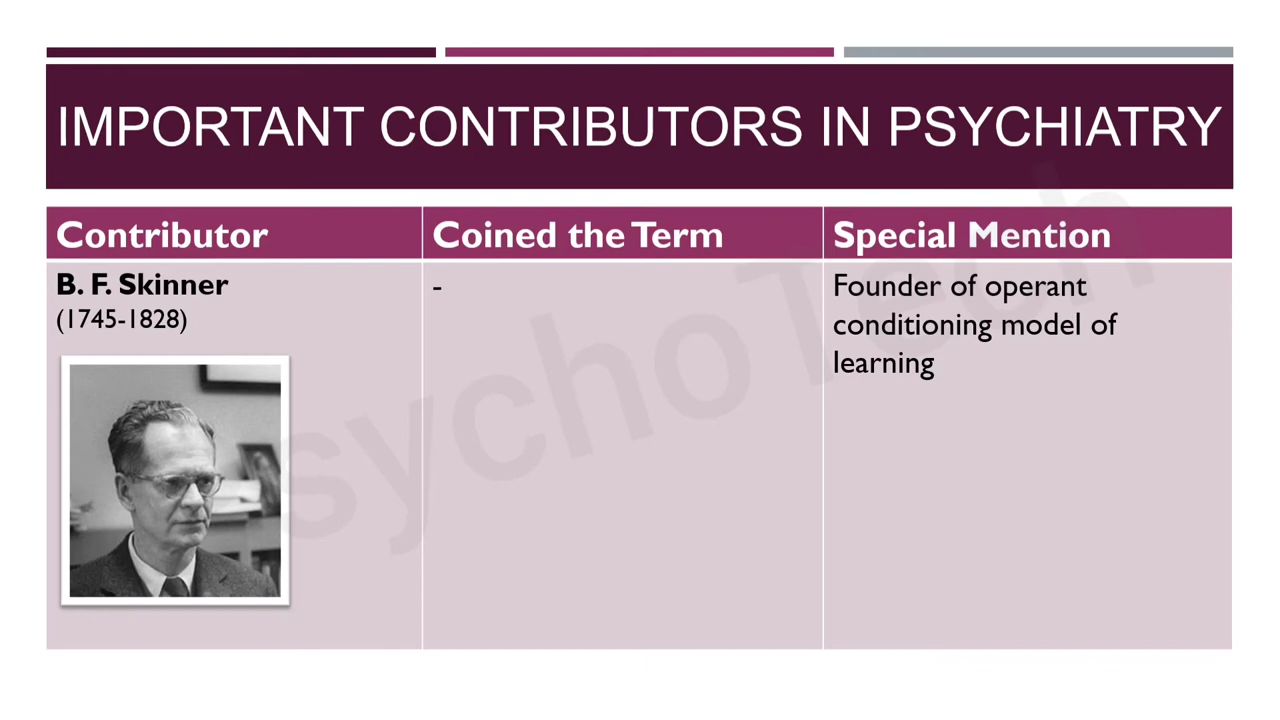 IMPORTANT CONTRIBUTORS IN PSYCHIATRY
Contributor
Coined the Term
Special Mention
B. F. Skinner
(1745-1828)
-
Founder of operant
conditioning model of
learning
PsychoTech